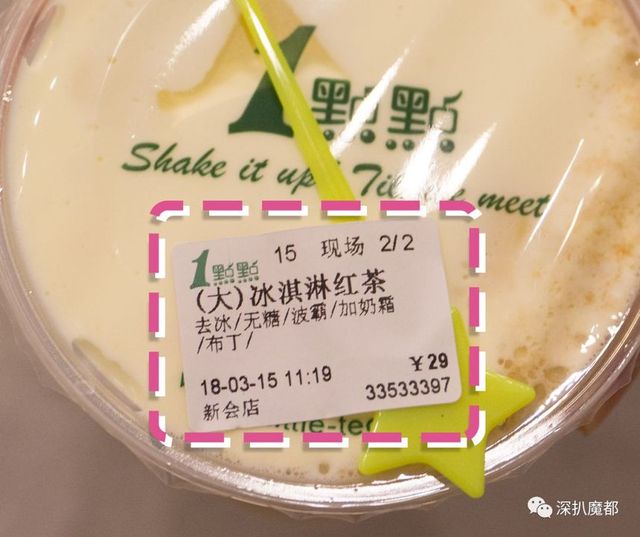 1點點
Shake it up! Til we meet
1點點 15 现场 2/2
(大)冰淇淋红茶
去冰/无糖/波霸/加奶霜
/布丁/
¥29
18-03-15 11:19
33533397
新会店
深扒魔都